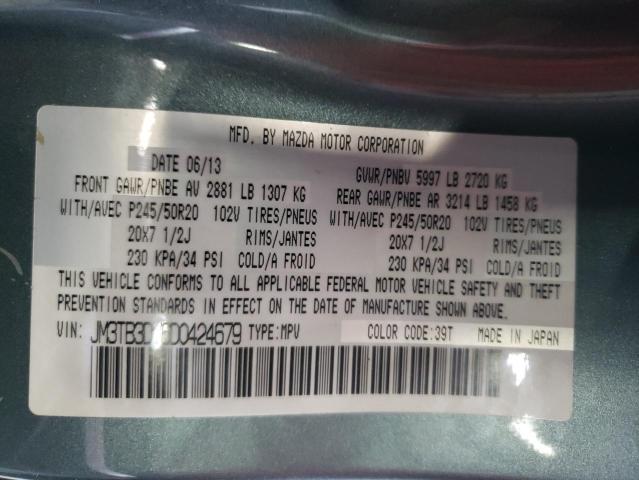 MFD. BY MAZDA MOTOR CORPORATION
DATE 06/13 GVWR/PNBV 5997 LB 2720 KG
FRONT GAWR/PNBE AV 2881 LB 1307 KG REAR GAWR/PNBE AR 3214 LB 1458 KG
WITH/AVEC P245/50R20 102V TIRES/PNEUS WITH/AVEC P245/50R20 102V TIRES/PNEUS
20X7 1/2J RIMS/JANTES 20X7 1/2J RIMS/JANTES
230 KPA/34 PSI COLD/A FROID 230 KPA/34 PSI COLD/A FROID
THIS VEHICLE CONFORMS TO ALL APPLICABLE FEDERAL MOTOR VEHICLE SAFETY AND THEFT
PREVENTION STANDARDS IN EFFECT ON THE DATE OF MANUFACTURE SHOWN ABOVE.
VIN: TYPE:MPV COLOR CODE:39T MADE IN JAPAN